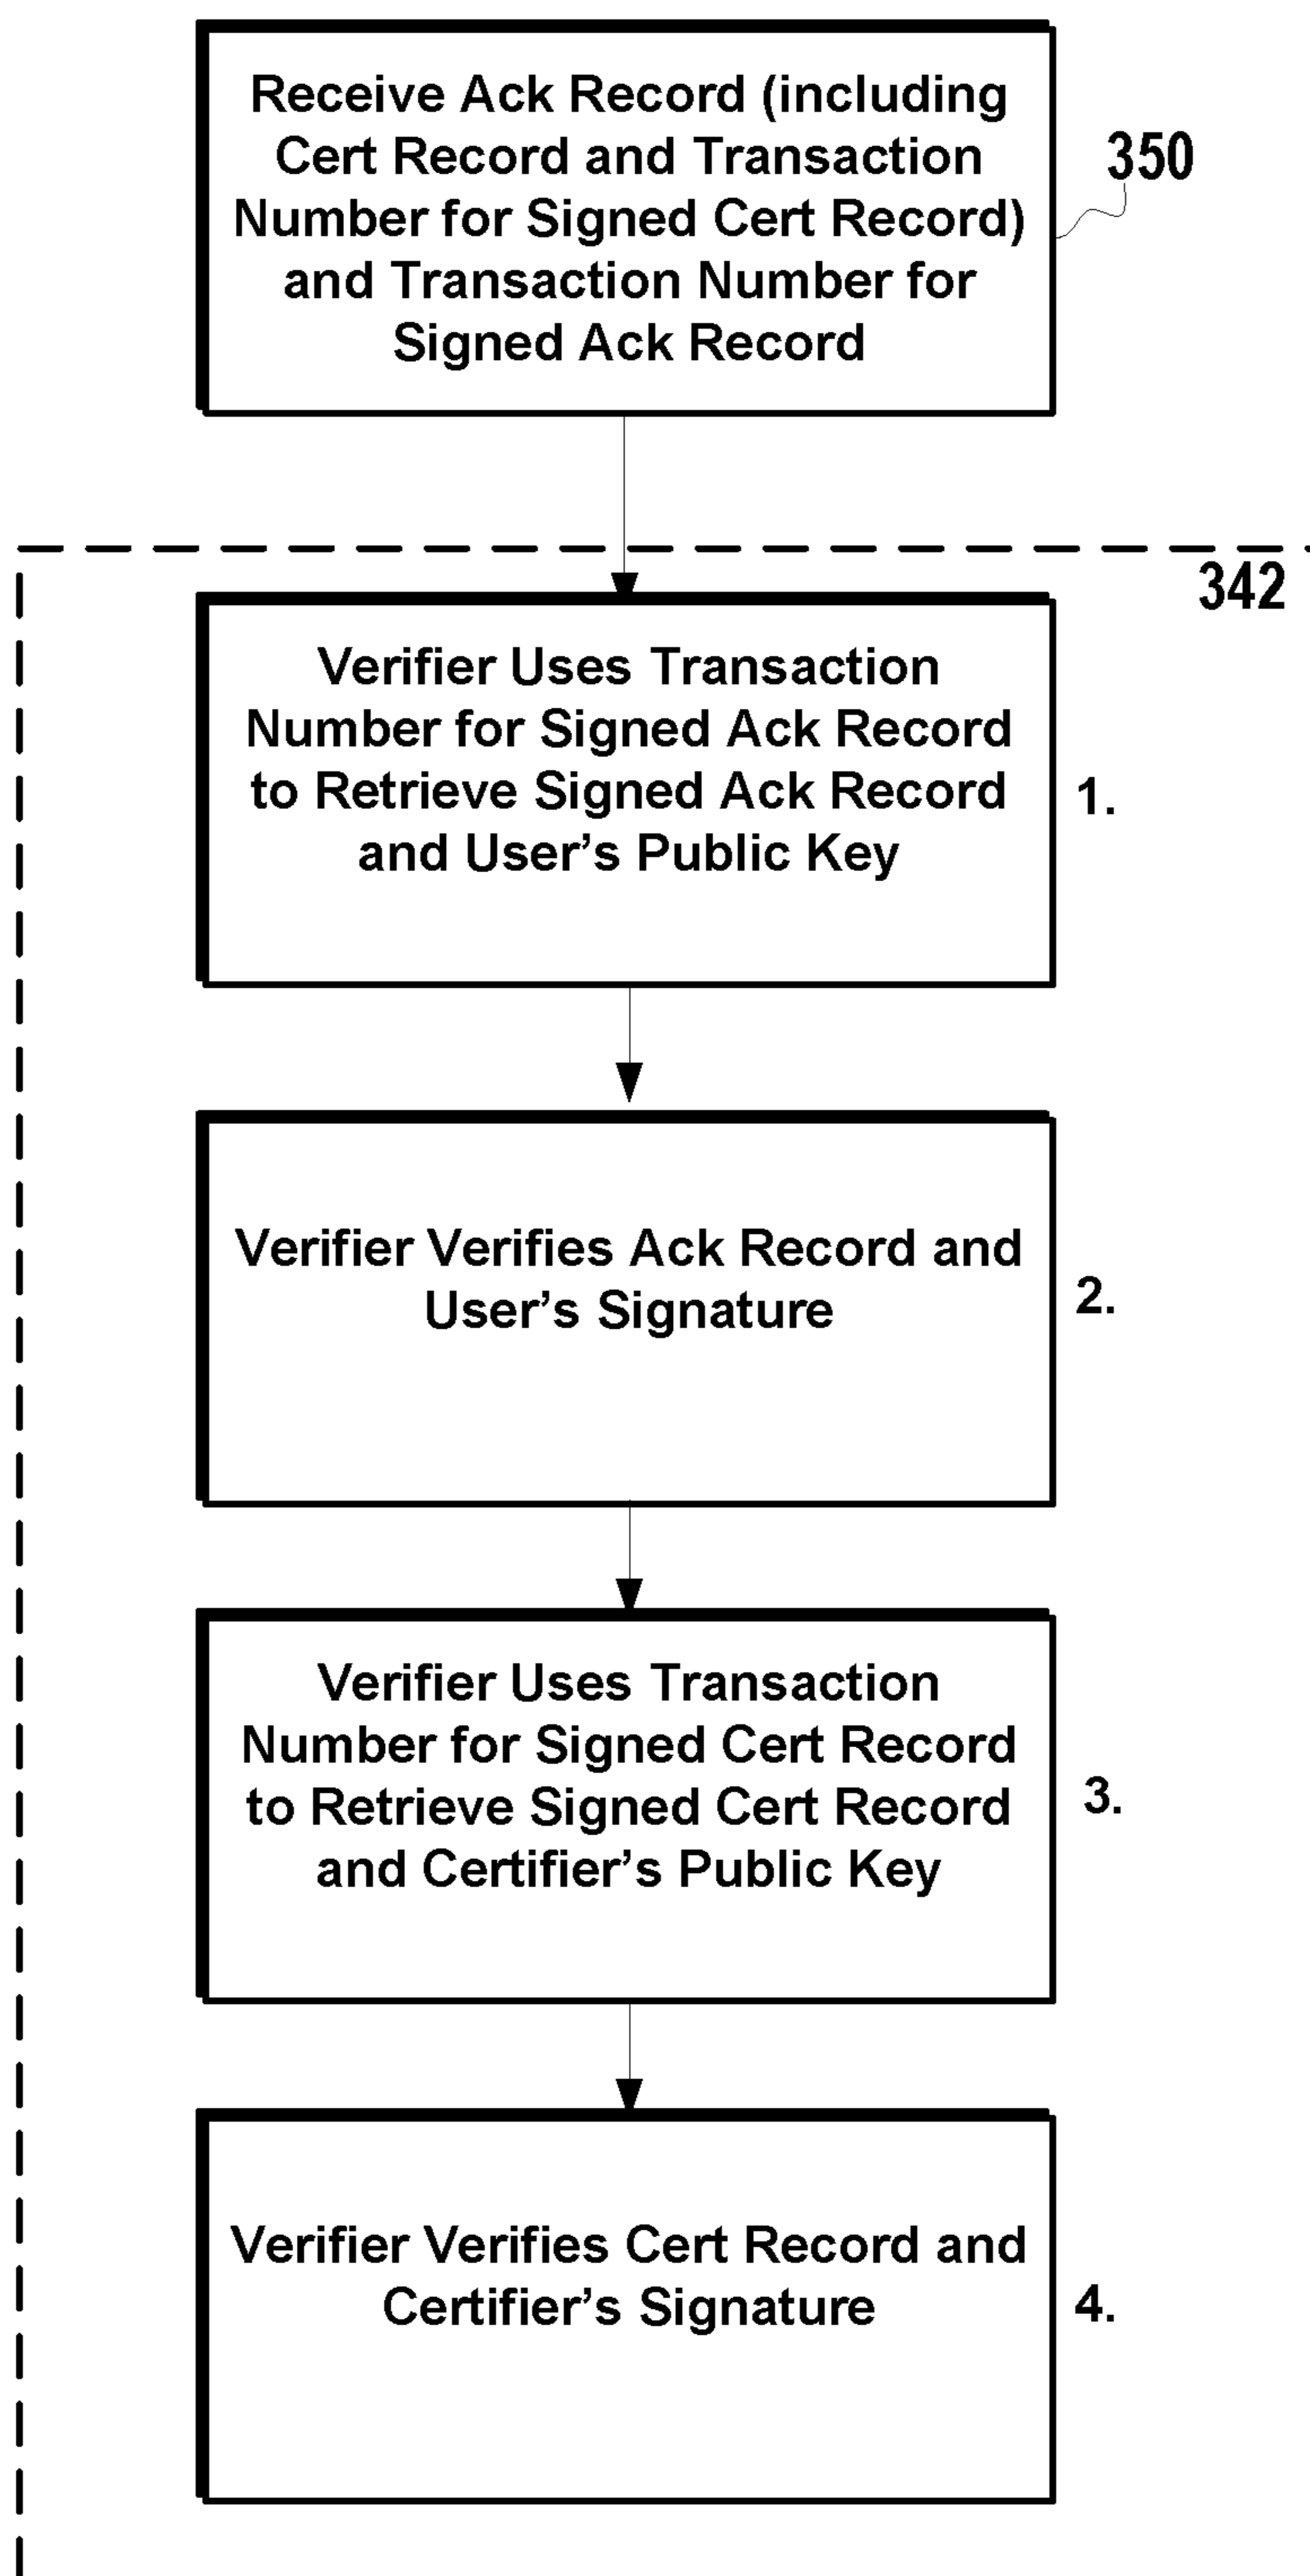 Receive Ack Record (including
Cert Record and Transaction
Number for Signed Cert Record)
and Transaction Number for
Signed Ack Record
350
342
Verifier Uses Transaction
Number for Signed Ack Record
to Retrieve Signed Ack Record
and User’s Public Key
1.
Verifier Verifies Ack Record and
User’s Signature
2.
Verifier Uses Transaction
Number for Signed Cert Record
to Retrieve Signed Cert Record
and Certifier’s Public Key
3.
Verifier Verifies Cert Record and
Certifier’s Signature
4.